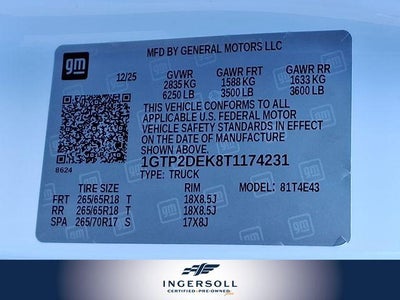 MFD BY GENERAL MOTORS LLC
gm
12/25 GVWR GAWR FRT GAWR RR
2835 KG 1588 KG 1633 KG
6250 LB 3500 LB 3600 LB
THIS VEHICLE CONFORMS TO ALL
APPLICABLE U.S. FEDERAL MOTOR
VEHICLE SAFETY STANDARDS IN EFFECT
ON THE DATE OF MANUFACTURE SHOWN ABOVE.
8624
1GTP2DEK8T1174231
TYPE: TRUCK MODEL: 81T4E43
TIRE SIZE RIM
FRT 265/65R18 T 18X8.5J
RR 265/65R18 T 18X8.5J
SPA 265/70R17 S 17X8J
INGERSOLL
CERTIFIED • PRE-OWNED